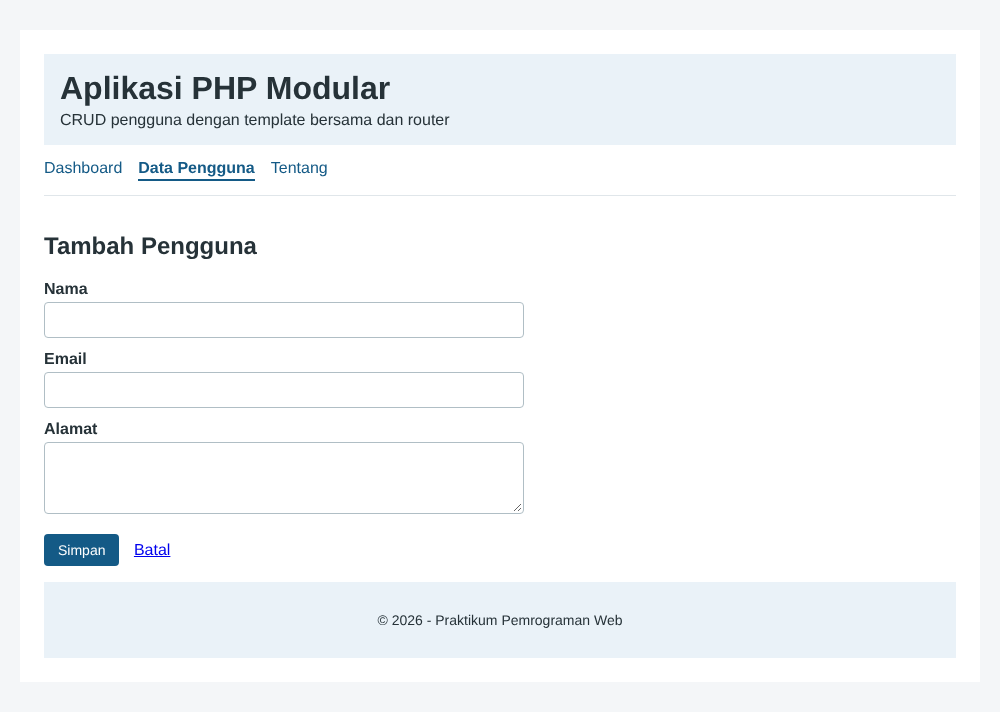 Aplikasi PHP Modular
CRUD pengguna dengan template bersama dan router
Dashboard Data Pengguna Tentang
Tambah Pengguna
Nama
Email
Alamat
Simpan Batal
© 2026 - Praktikum Pemrograman Web